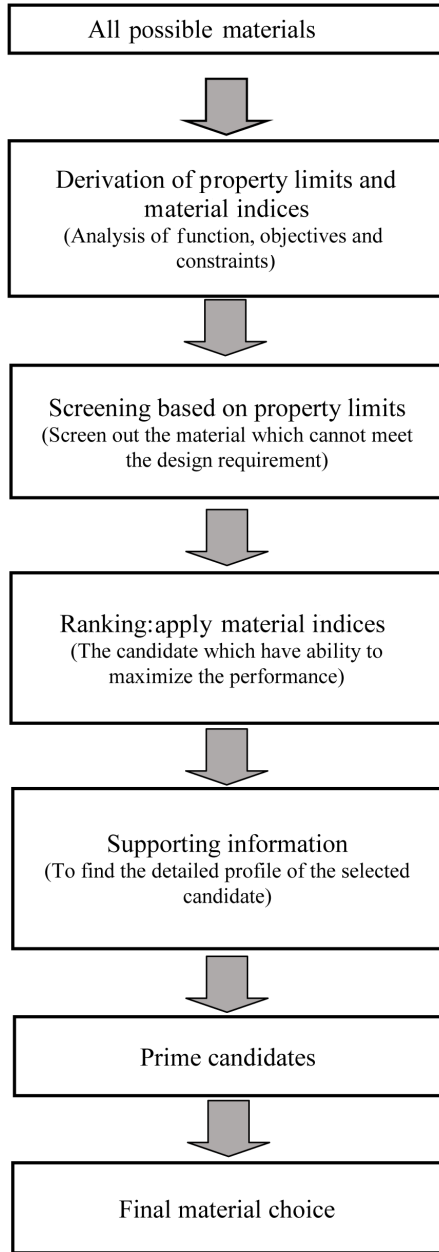 All possible materials
Derivation of property limits and
material indices
(Analysis of function, objectives and
constraints)
Screening based on property limits
(Screen out the material which cannot meet
the design requirement)
Ranking:apply material indices
(The candidate which have ability to
maximize the performance)
Supporting information
(To find the detailed profile of the selected
candidate)
Prime candidates
Final material choice